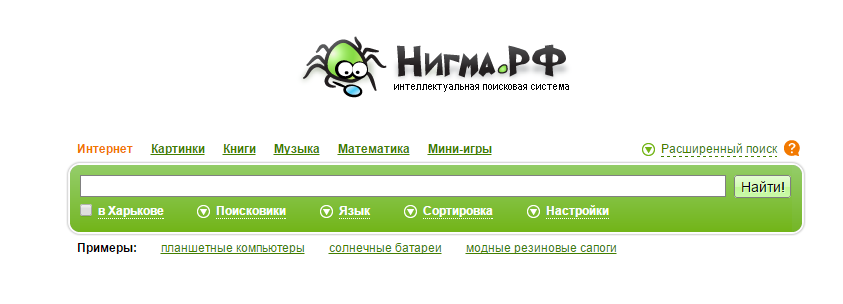 Нигма.РФ
интеллектуальная поисковая система
Интернет Картинки Книги Музыка Математика Мини-игры Расширенный поиск ?
Найти!
в Харькове Поисковики Язык Сортировка Настройки
Примеры: планшетные компьютеры солнечные батареи модные резиновые сапоги